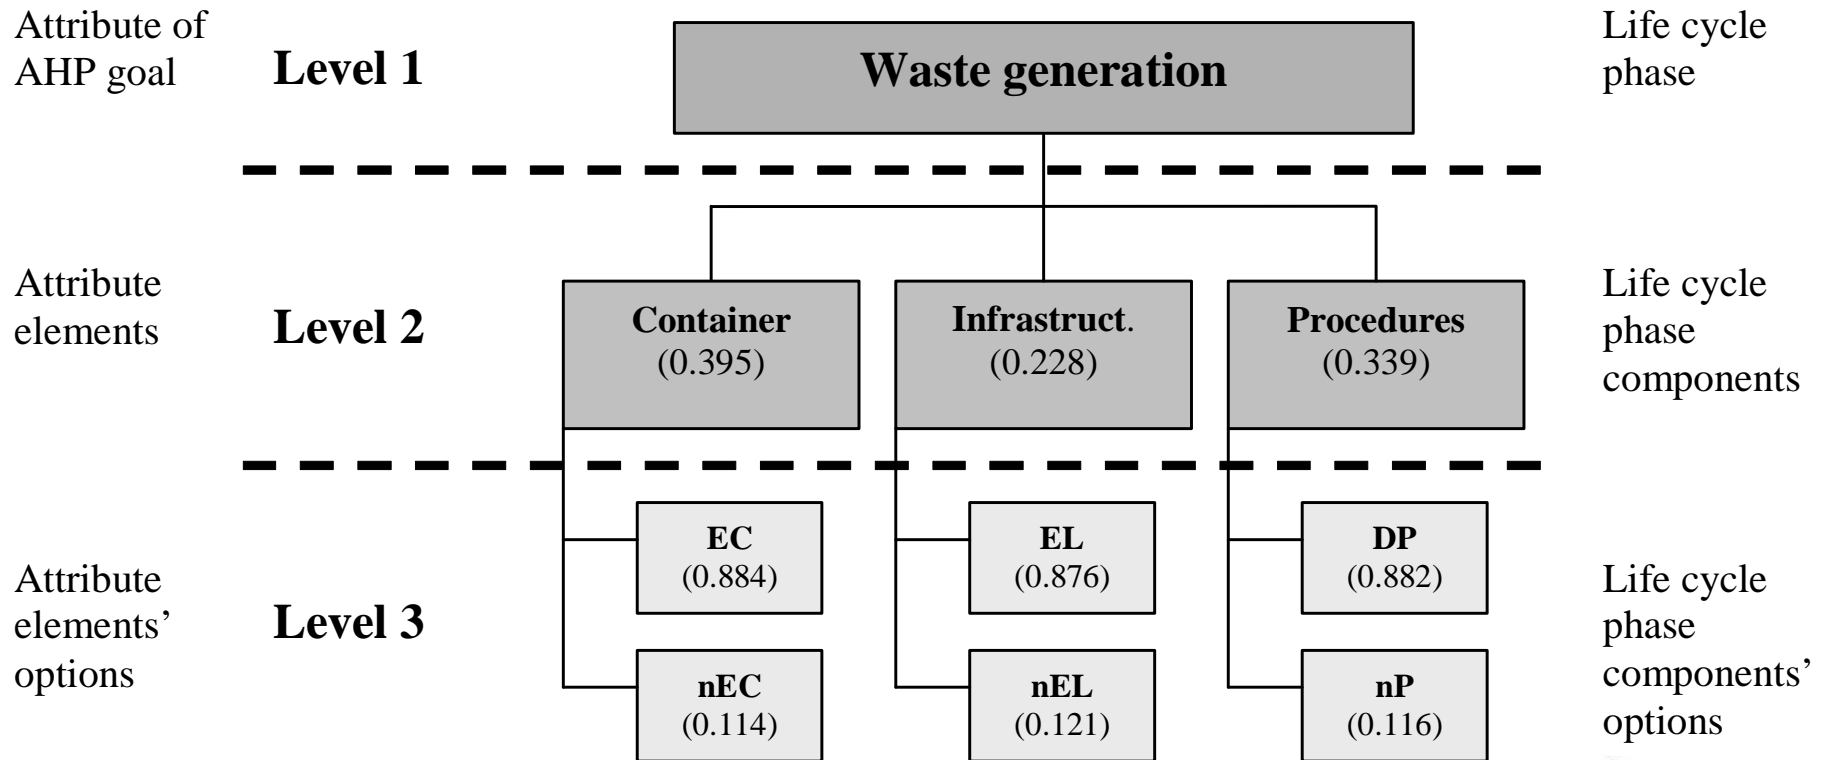 Attribute of
AHP goal
Level 1
Waste generation
Life cycle
phase
Attribute
elements
Level 2
Container
(0.395)
Infrastruct.
(0.228)
Procedures
(0.339)
Life cycle
phase
components
Attribute
elements’
options
Level 3
EC
(0.884)
EL
(0.876)
DP
(0.882)
nEC
(0.114)
nEL
(0.121)
nP
(0.116)
Life cycle
phase
components’
options